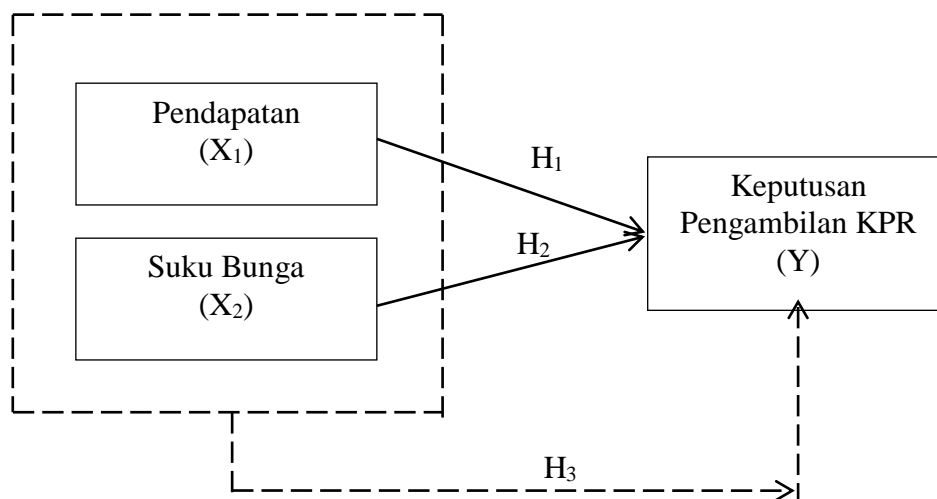 Pendapatan
(X₁)
H₁
Keputusan
Pengambilan KPR
(Y)
Suku Bunga
(X₂)
H₂
H₃